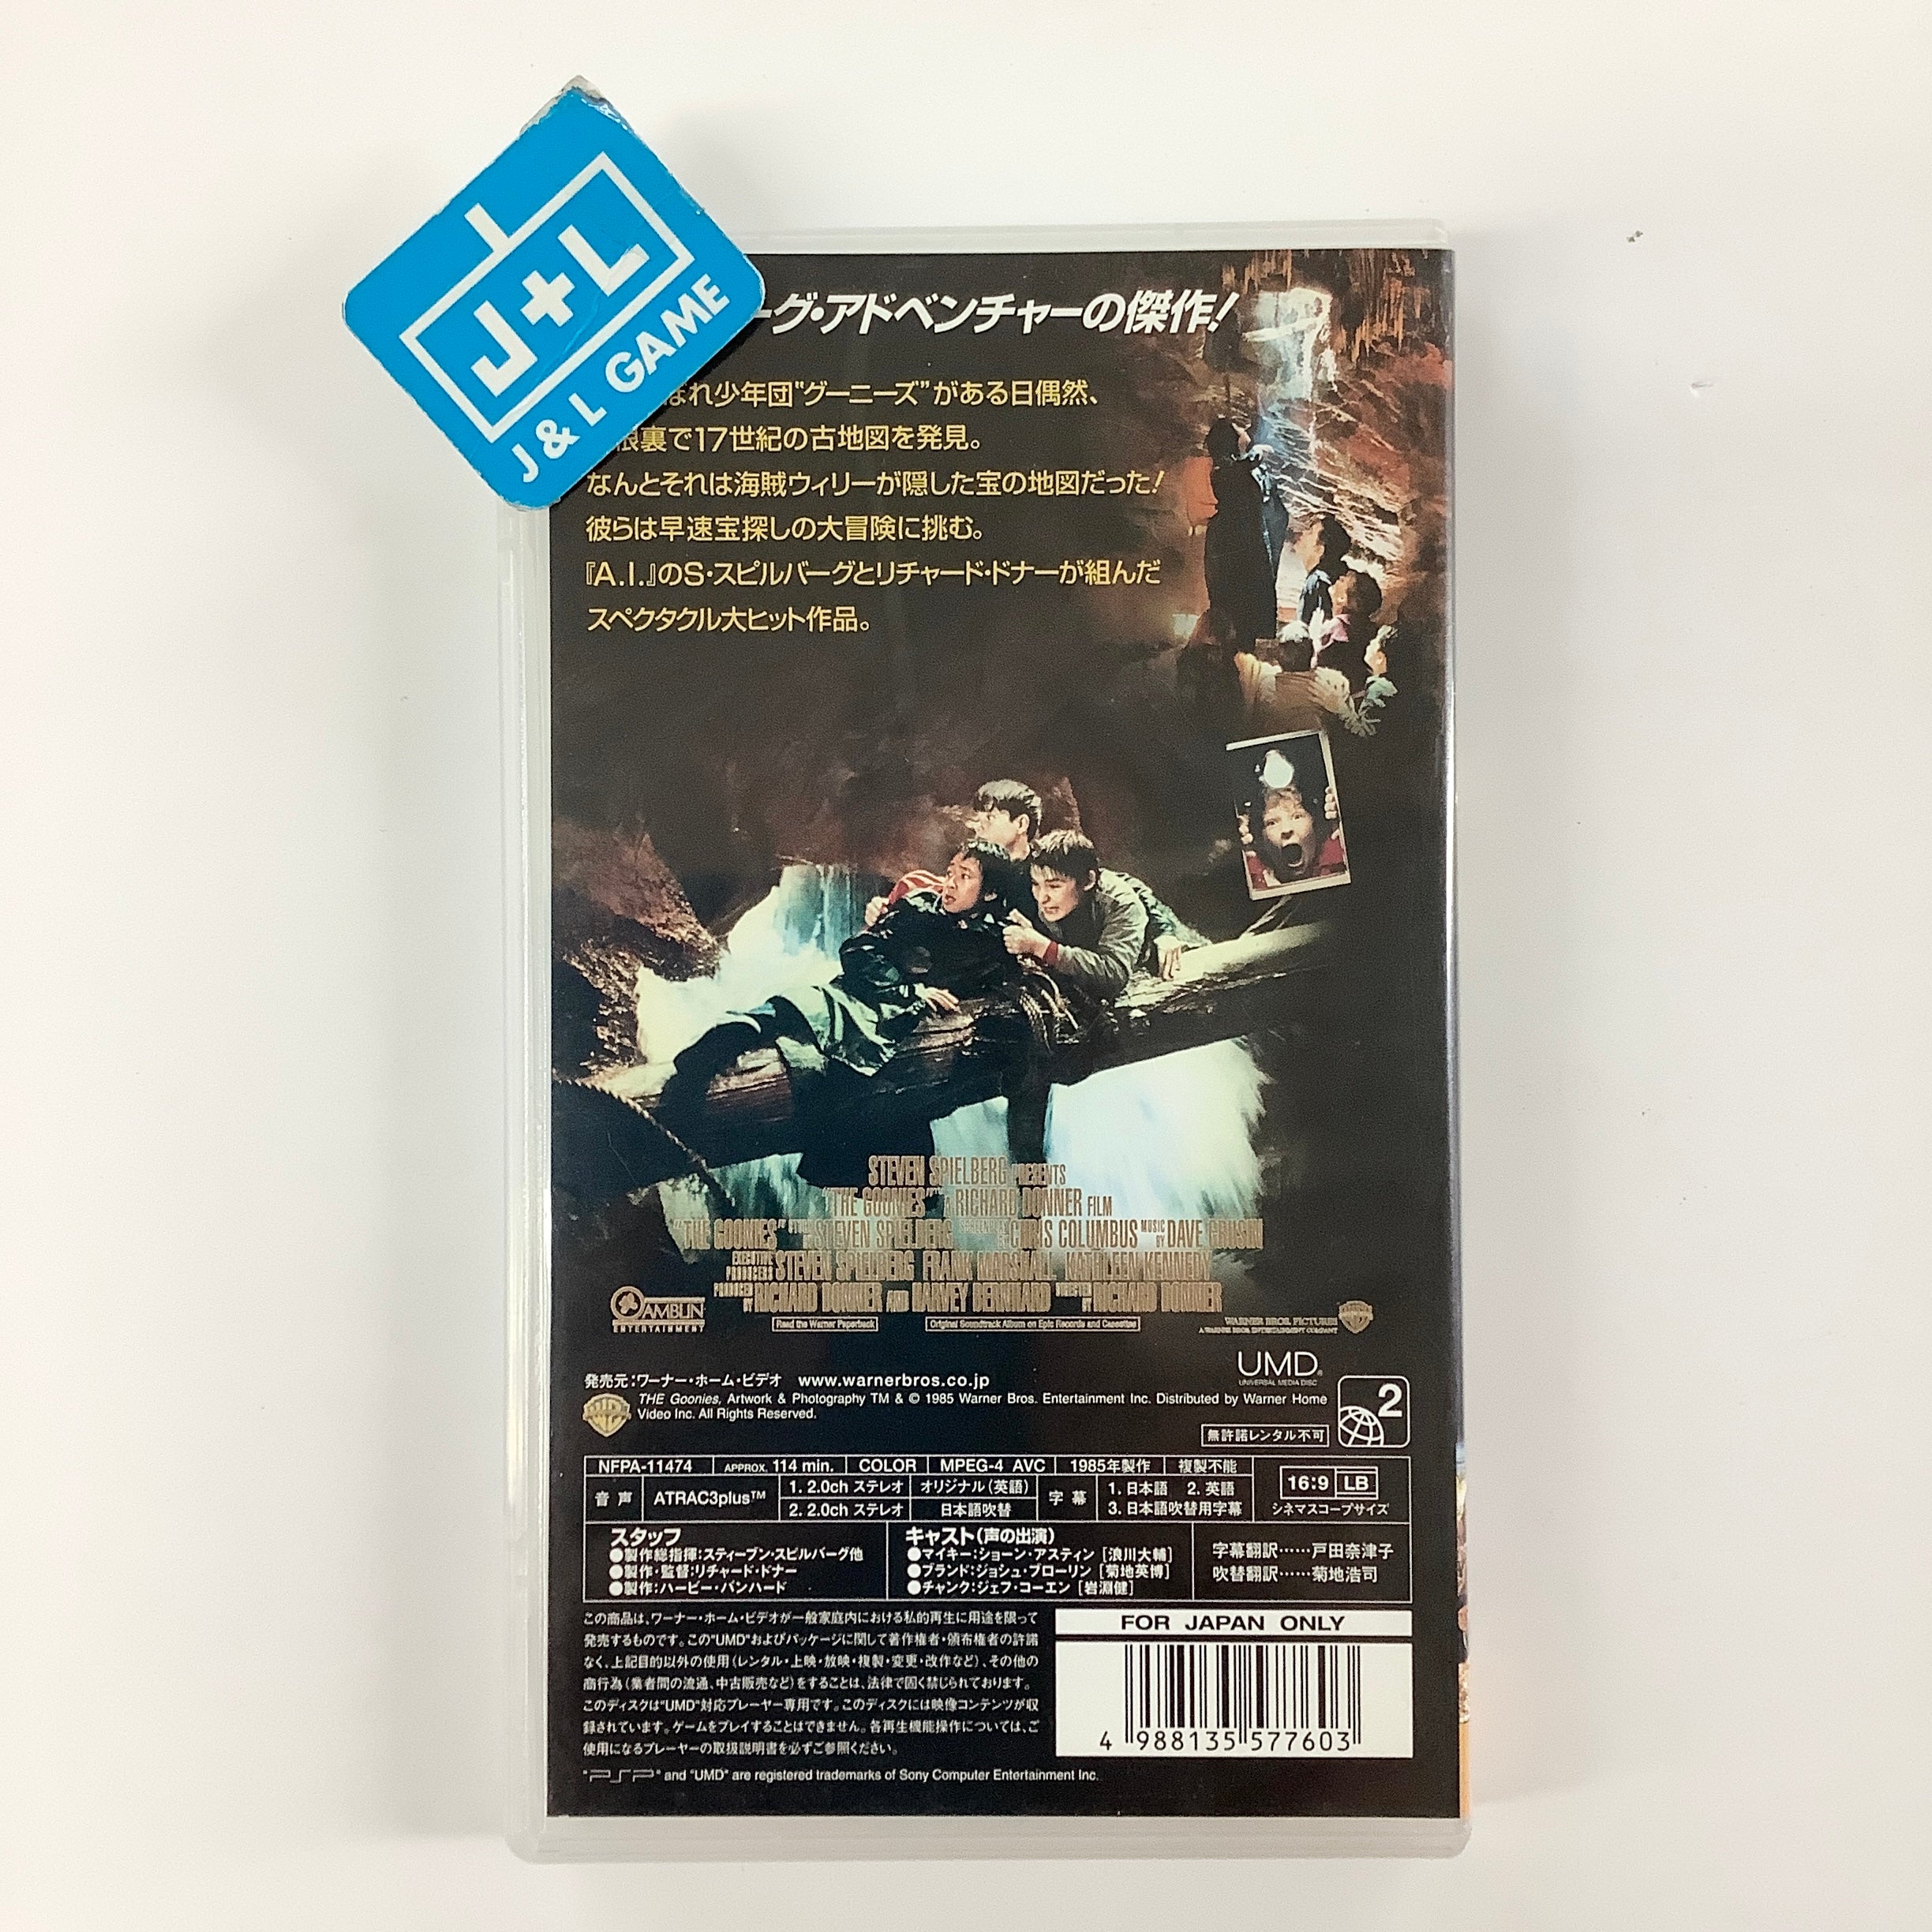 J+L
J & L GAME
ーグ・アドベンチャーの傑作!
ばれ少年団"グーニーズ"がある日偶然、
根裏で17世紀の古地図を発見。
なんとそれは海賊ウィリーが隠した宝の地図だった!
彼らは早速宝探しの大冒険に挑む。
『A.I.』のS・スピルバーグとリチャード・ドナーが組んだ
スペクタクル大ヒット作品。
STEVEN SPIELBERG PRESENTS
"THE GOONIES" A RICHARD DONNER FILM
"THE GOONIES" STEVEN SPIELBERG CHRIS COLUMBUS MUSIC BY DAVE GRUSIN
EXECUTIVE PRODUCERS STEVEN SPIELBERG FRANK MARSHALL KATHLEEN KENNEDY
PRODUCED BY RICHARD DONNER AND HARVEY BERNHARD DIRECTED BY RICHARD DONNER
AMBLIN
ENTERTAINMENT
Read the Warner Paperback
Original Soundtrack Album on Epic Records and Cassettes
WARNER BROS. PICTURES
A WARNER BROS. ENTERTAINMENT COMPANY
発売元:ワーナー・ホーム・ビデオ www.warnerbros.co.jp
UMD
UNIVERSAL MEDIA DISC
THE Goonies, Artwork & Photography TM & © 1985 Warner Bros. Entertainment Inc. Distributed by Warner Home
Video Inc. All Rights Reserved.
2
無許諾レンタル不可
NFPA-11474 APPROX. 114 min. COLOR MPEG-4 AVC 1985年製作 複製不能
音声 ATRAC3plus™
1. 2.0ch ステレオ オリジナル(英語)
2. 2.0ch ステレオ 日本語吹替
字幕
1. 日本語 2. 英語
3. 日本語吹替用字幕
16:9 LB
シネマスコープサイズ
スタッフ
●製作総指揮:スティーブン・スピルバーグ他
●製作・監督:リチャード・ドナー
●製作:ハービー・バンハード
キャスト(声の出演)
●マイキー:ショーン・アスティン [浪川大輔]
●ブランド:ジョシュ・ブローリン [菊地英博]
●チャンク:ジェフ・コーエン [岩淵健]
字幕翻訳……戸田奈津子
吹替翻訳……菊地浩司
この商品は、ワーナー・ホーム・ビデオが一般家庭内における私的再生に用途を限って
発売するものです。この"UMD"およびパッケージに関して著作権者・頒布権者の許諾
なく、上記目的以外の使用(レンタル・上映・放映・複製・変更・改作など)、その他の
商行為(業者間の流通、中古販売など)をすることは、法律で固く禁じられております。
このディスクは"UMD"対応プレーヤー専用です。このディスクには映像コンテンツが収
録されています。ゲームをプレイすることはできません。各再生機能操作については、ご
使用になるプレーヤーの取扱説明書を必ずご参照ください。
FOR JAPAN ONLY
4 988135 577603
"PSP" and "UMD" are registered trademarks of Sony Computer Entertainment Inc.